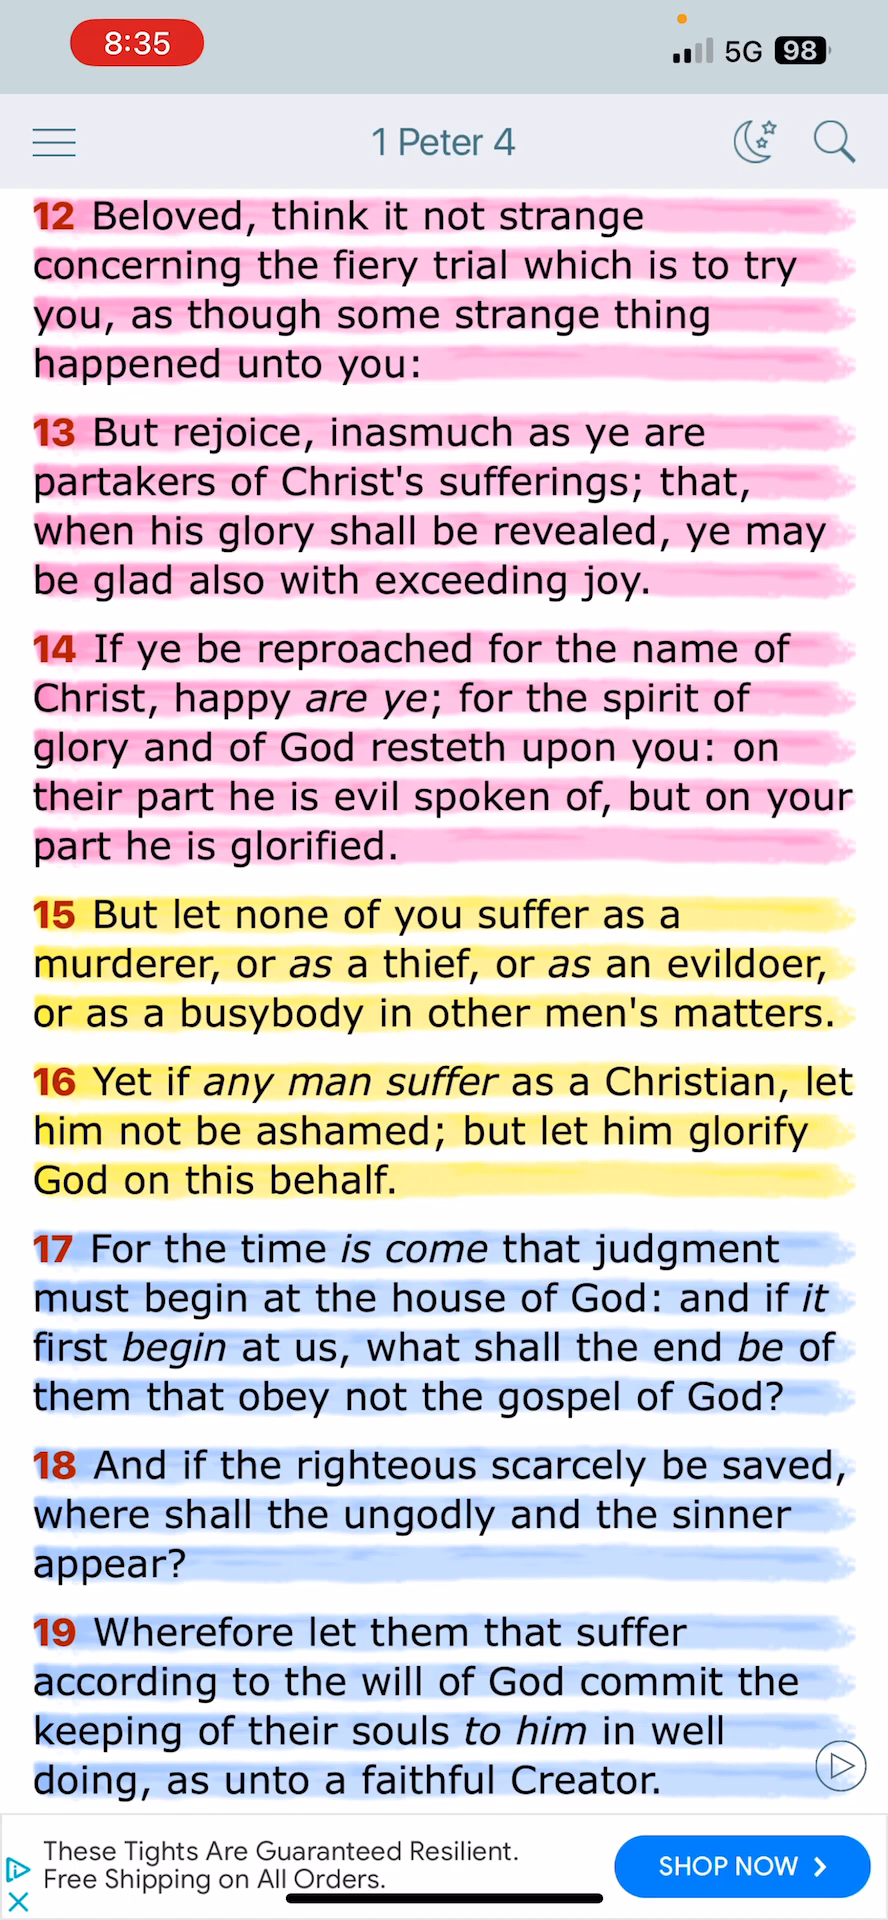 8:35
5G 98
1 Peter 4
12 Beloved, think it not strange
concerning the fiery trial which is to try
you, as though some strange thing
happened unto you:
13 But rejoice, inasmuch as ye are
partakers of Christ's sufferings; that,
when his glory shall be revealed, ye may
be glad also with exceeding joy.
14 If ye be reproached for the name of
Christ, happy are ye; for the spirit of
glory and of God resteth upon you: on
their part he is evil spoken of, but on your
part he is glorified.
15 But let none of you suffer as a
murderer, or as a thief, or as an evildoer,
or as a busybody in other men's matters.
16 Yet if any man suffer as a Christian, let
him not be ashamed; but let him glorify
God on this behalf.
17 For the time is come that judgment
must begin at the house of God: and if it
first begin at us, what shall the end be of
them that obey not the gospel of God?
18 And if the righteous scarcely be saved,
where shall the ungodly and the sinner
appear?
19 Wherefore let them that suffer
according to the will of God commit the
keeping of their souls to him in well
doing, as unto a faithful Creator.
These Tights Are Guaranteed Resilient.
Free Shipping on All Orders.
SHOP NOW